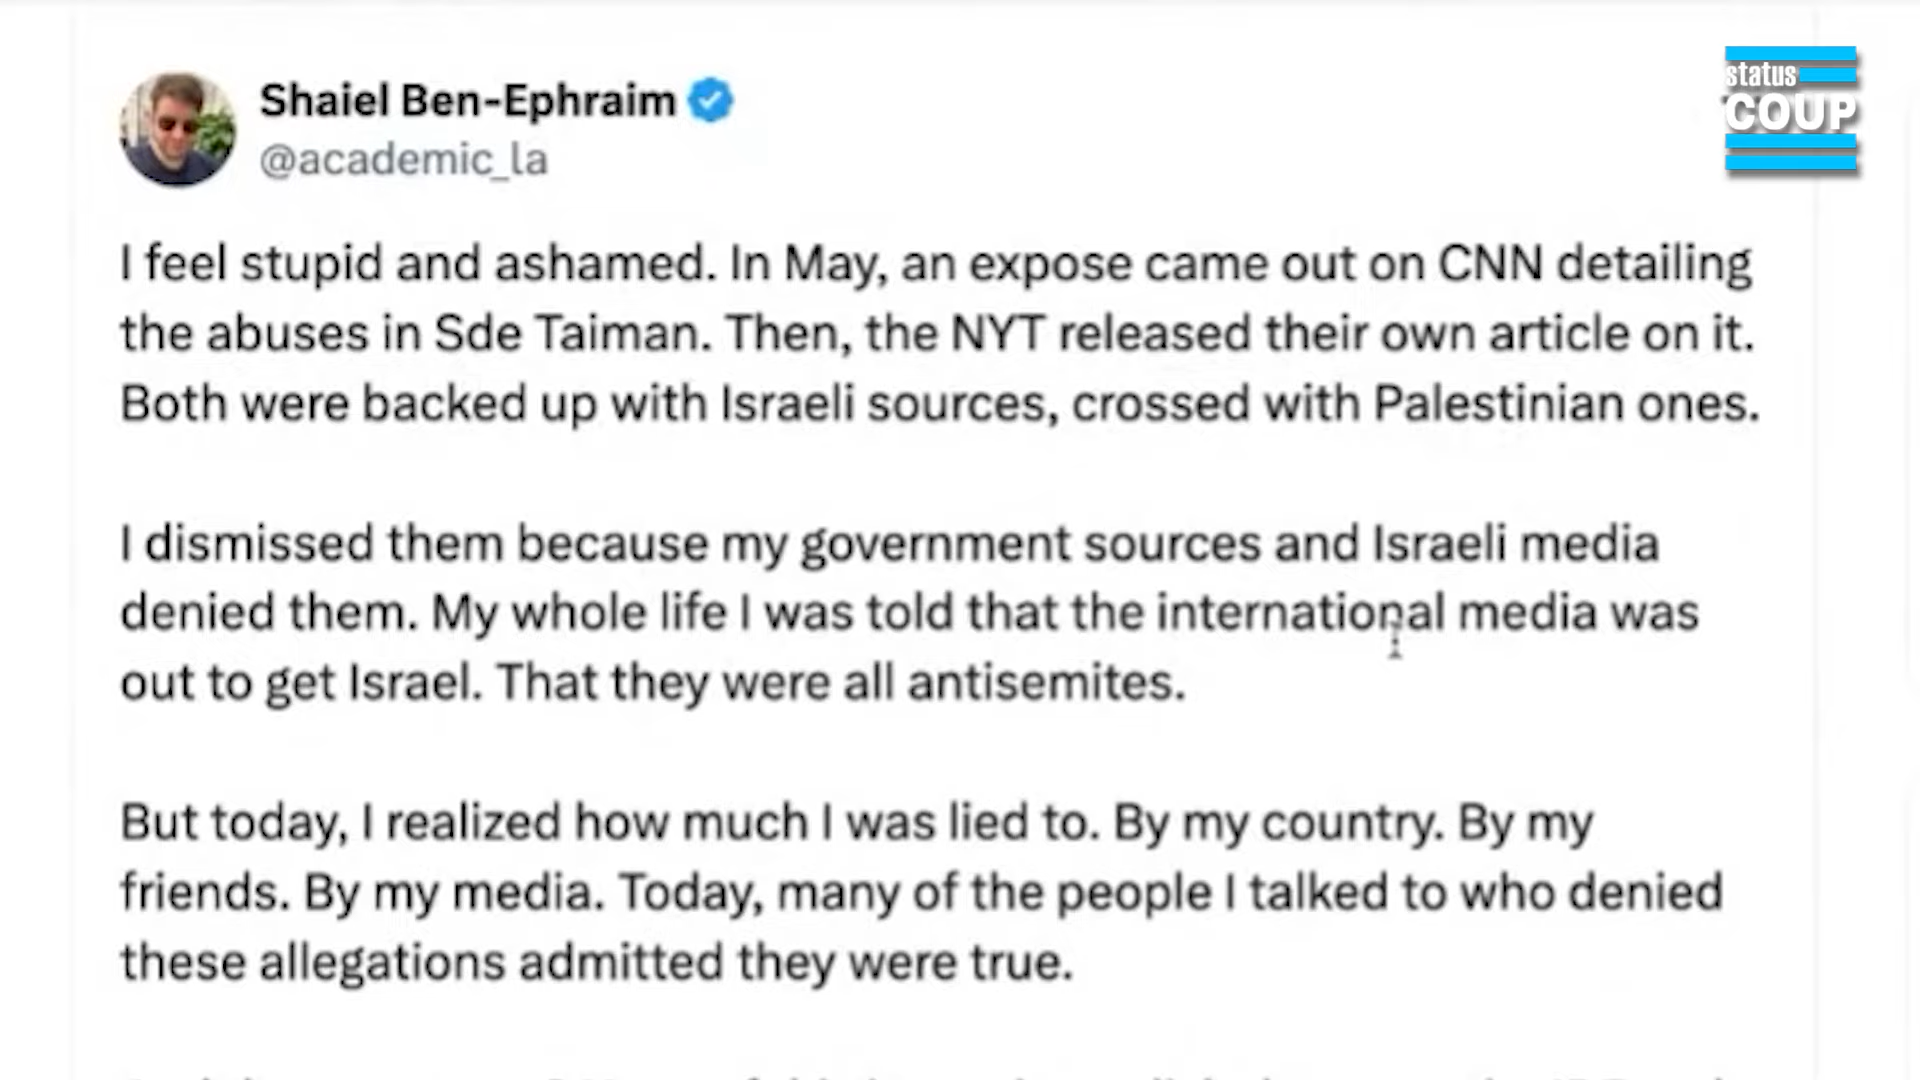 Shaiel Ben-Ephraim
@academic_la
status
COUP
I feel stupid and ashamed. In May, an expose came out on CNN detailing
the abuses in Sde Taiman. Then, the NYT released their own article on it.
Both were backed up with Israeli sources, crossed with Palestinian ones.
I dismissed them because my government sources and Israeli media
denied them. My whole life I was told that the international media was
out to get Israel. That they were all antisemites.
But today, I realized how much I was lied to. By my country. By my
friends. By my media. Today, many of the people I talked to who denied
these allegations admitted they were true.